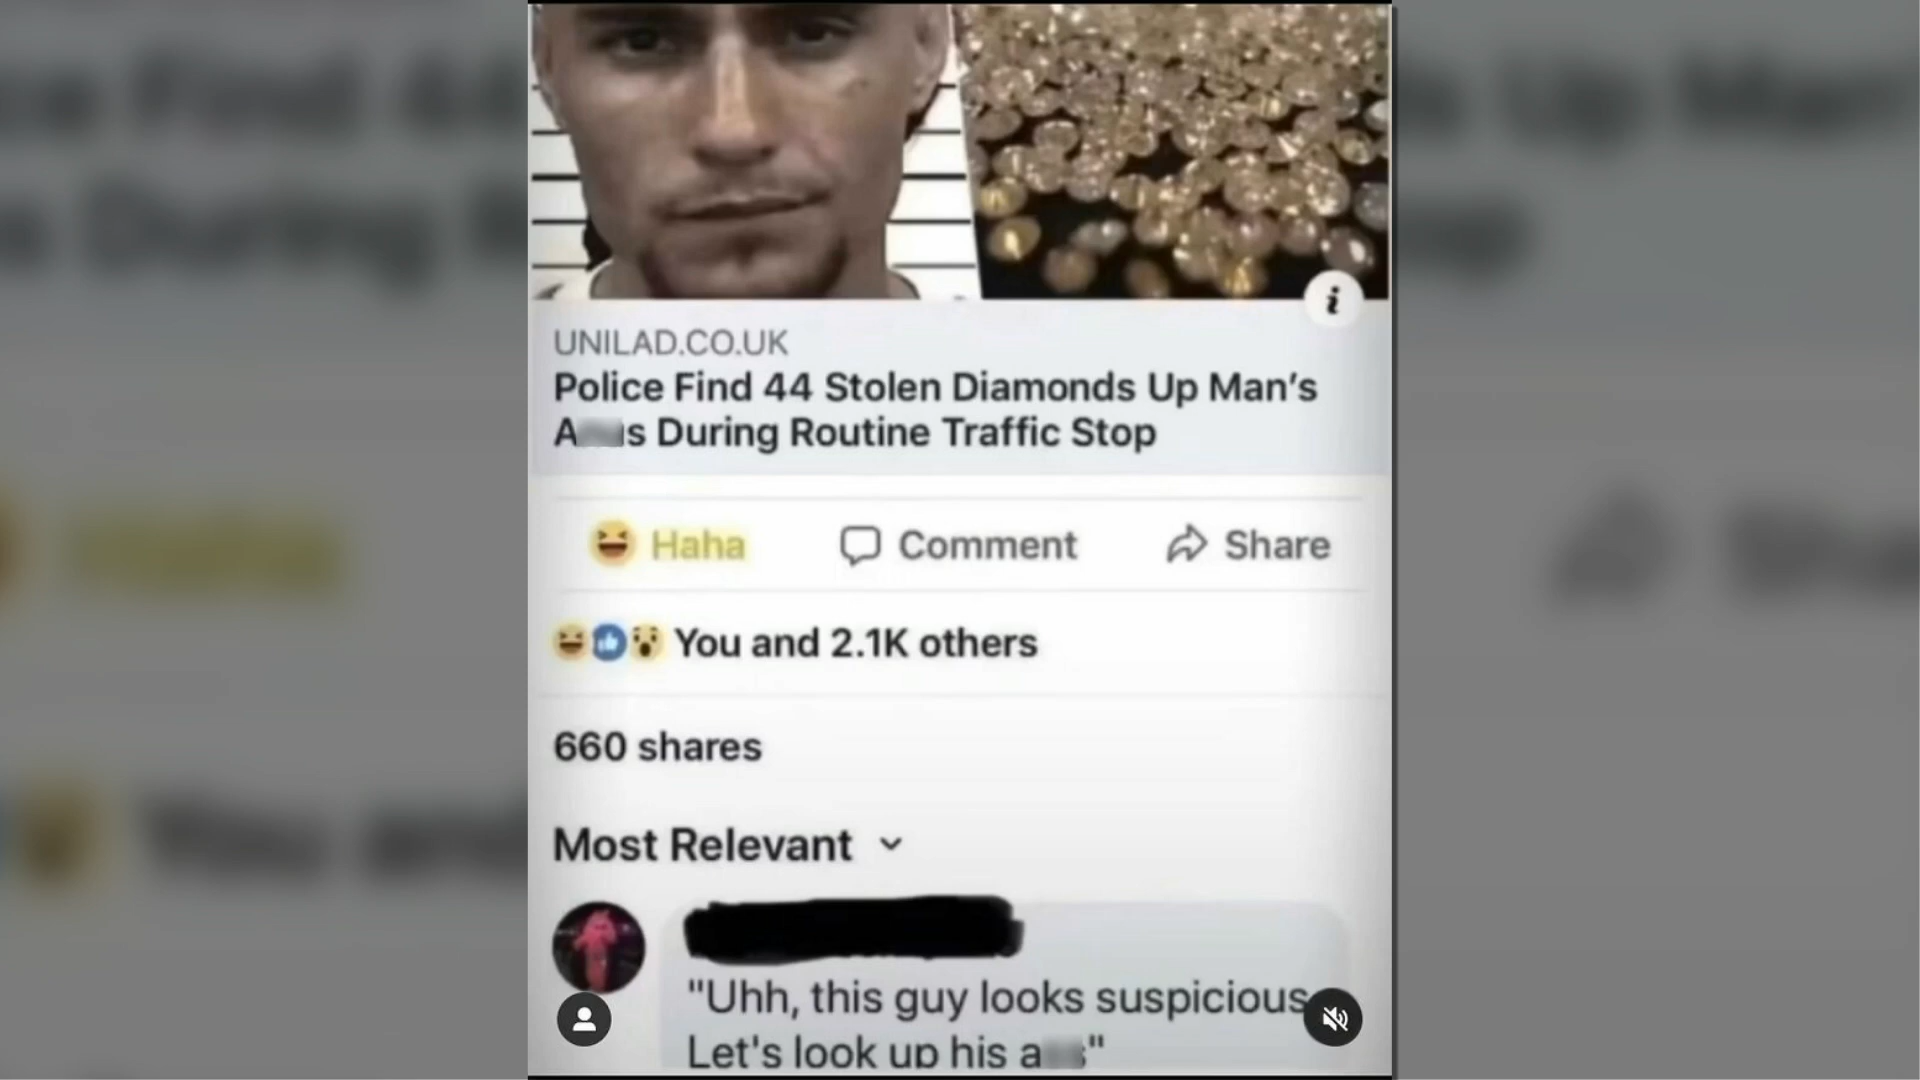 UNILAD.CO.UK
Police Find 44 Stolen Diamonds Up Man's
A s During Routine Traffic Stop
Haha
Comment
Share
You and 2.1K others
660 shares
Most Relevant
"Uhh, this guy looks suspicious
Let's look up his a s"